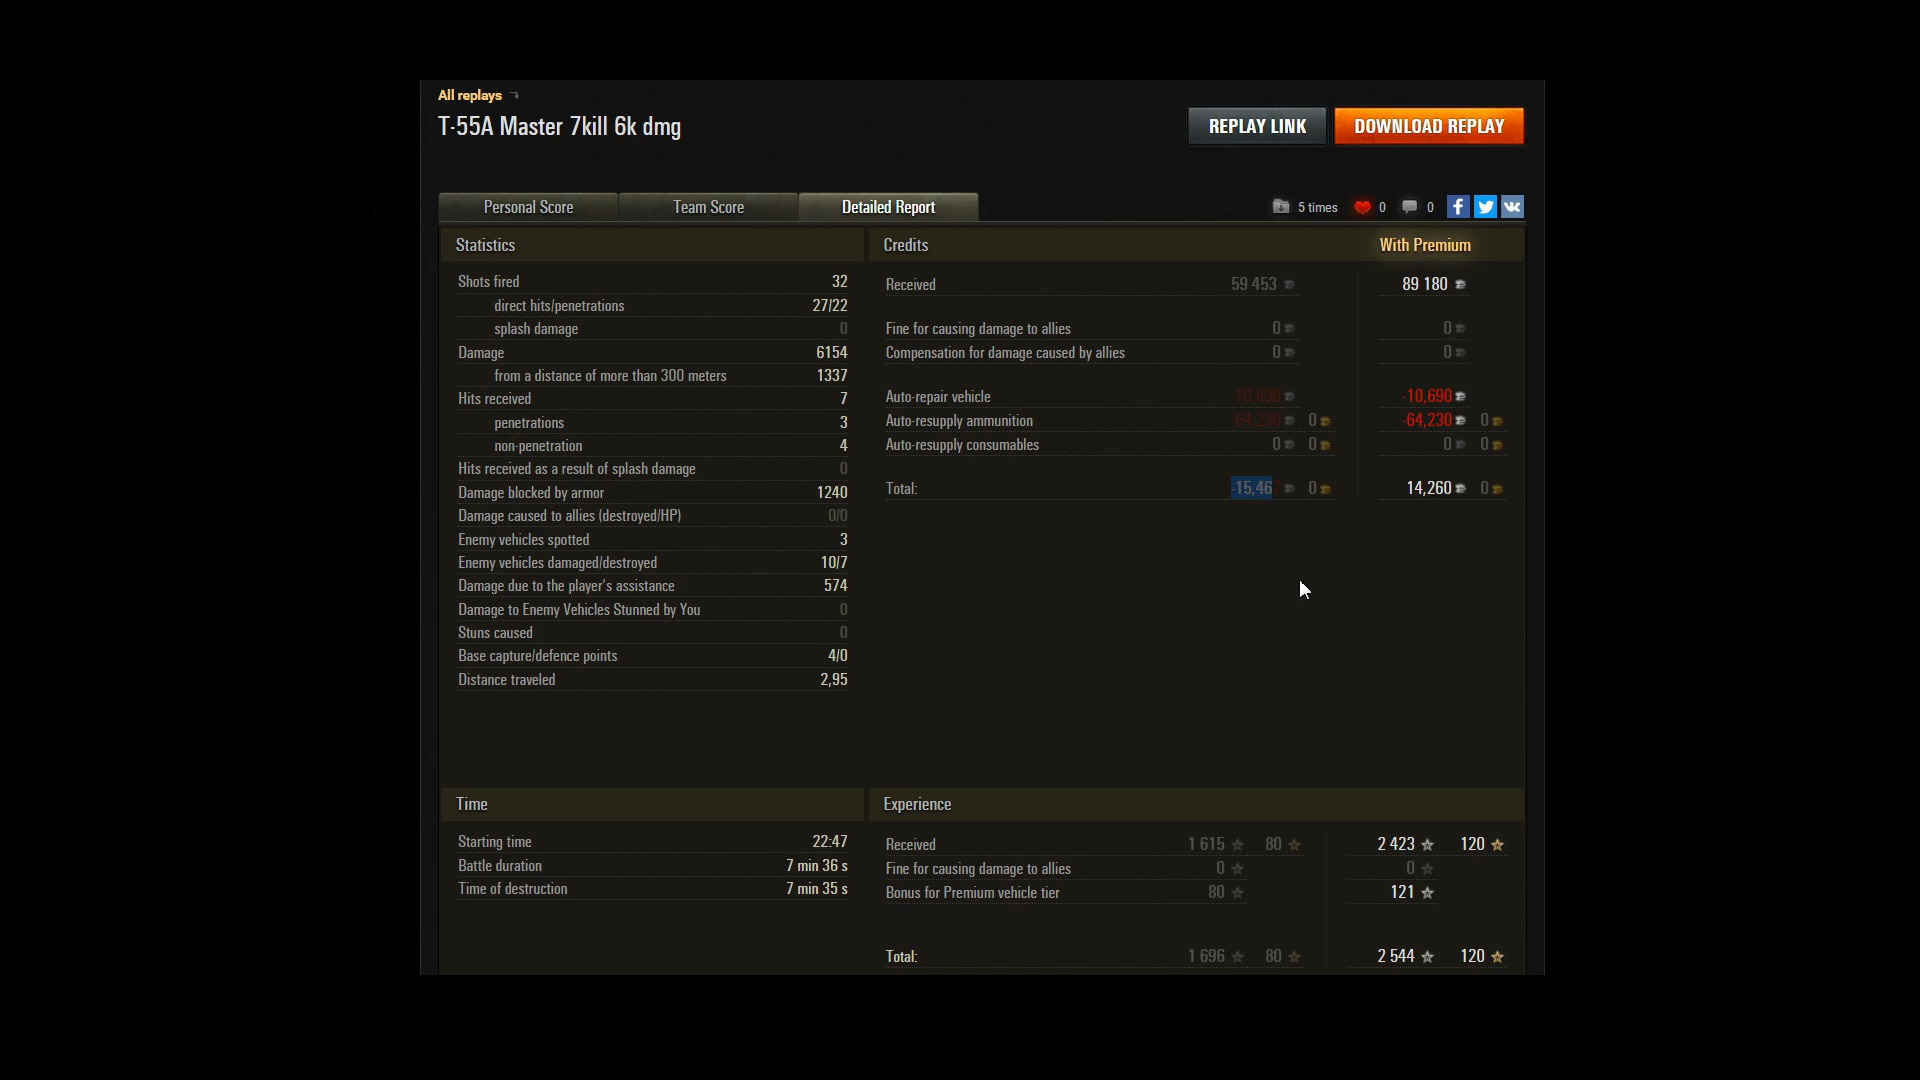 All replays
T-55A Master 7kill 6k dmg
REPLAY LINK
DOWNLOAD REPLAY
Personal Score
Team Score
Detailed Report
5 times 0 0
Statistics
Shots fired 32
direct hits/penetrations 27/22
splash damage 0
Damage 6154
from a distance of more than 300 meters 1337
Hits received 7
penetrations 3
non-penetration 4
Hits received as a result of splash damage 0
Damage blocked by armor 1240
Damage caused to allies (destroyed/HP) 0/0
Enemy vehicles spotted 3
Enemy vehicles damaged/destroyed 10/7
Damage due to the player's assistance 574
Damage to Enemy Vehicles Stunned by You 0
Stuns caused 0
Base capture/defence points 4/0
Distance traveled 2,95
Credits With Premium
Received 59 453 89 180
Fine for causing damage to allies 0 0
Compensation for damage caused by allies 0 0
Auto-repair vehicle -10,690 -10,690
Auto-resupply ammunition -64,230 0 -64,230 0
Auto-resupply consumables 0 0 0 0
Total: -15,467 0 14,260 0
Time
Starting time 22:47
Battle duration 7 min 36 s
Time of destruction 7 min 35 s
Experience
Received 1 615 80 2 423 120
Fine for causing damage to allies 0 0
Bonus for Premium vehicle tier 80 121
Total: 1 696 80 2 544 120